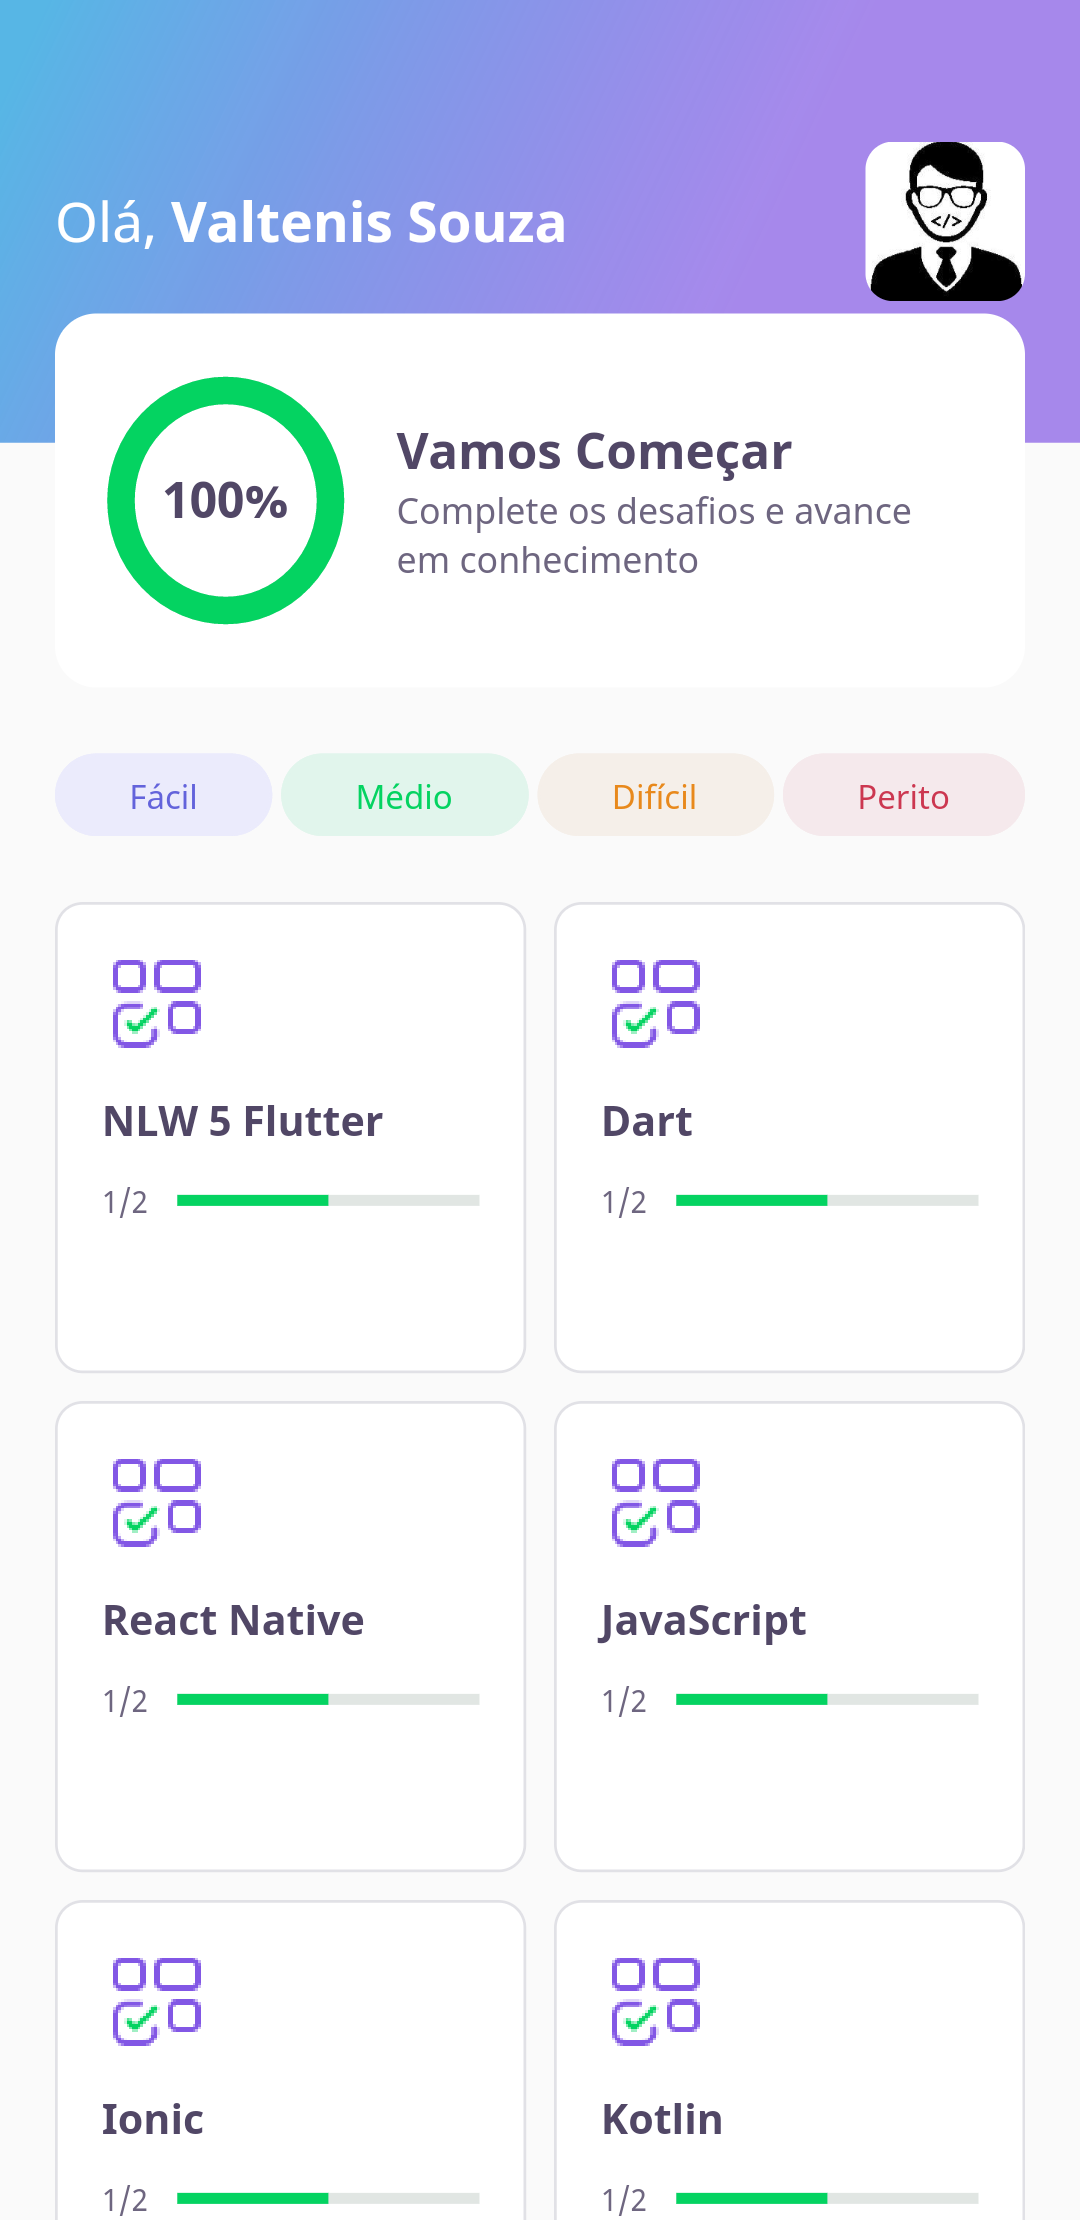 Olá, Valtenis Souza
</>
100%
Vamos Começar
Complete os desafios e avance
em conhecimento
Fácil Médio Difícil Perito
NLW 5 Flutter
1/2
Dart
1/2
React Native
1/2
JavaScript
1/2
Ionic
1/2
Kotlin
1/2